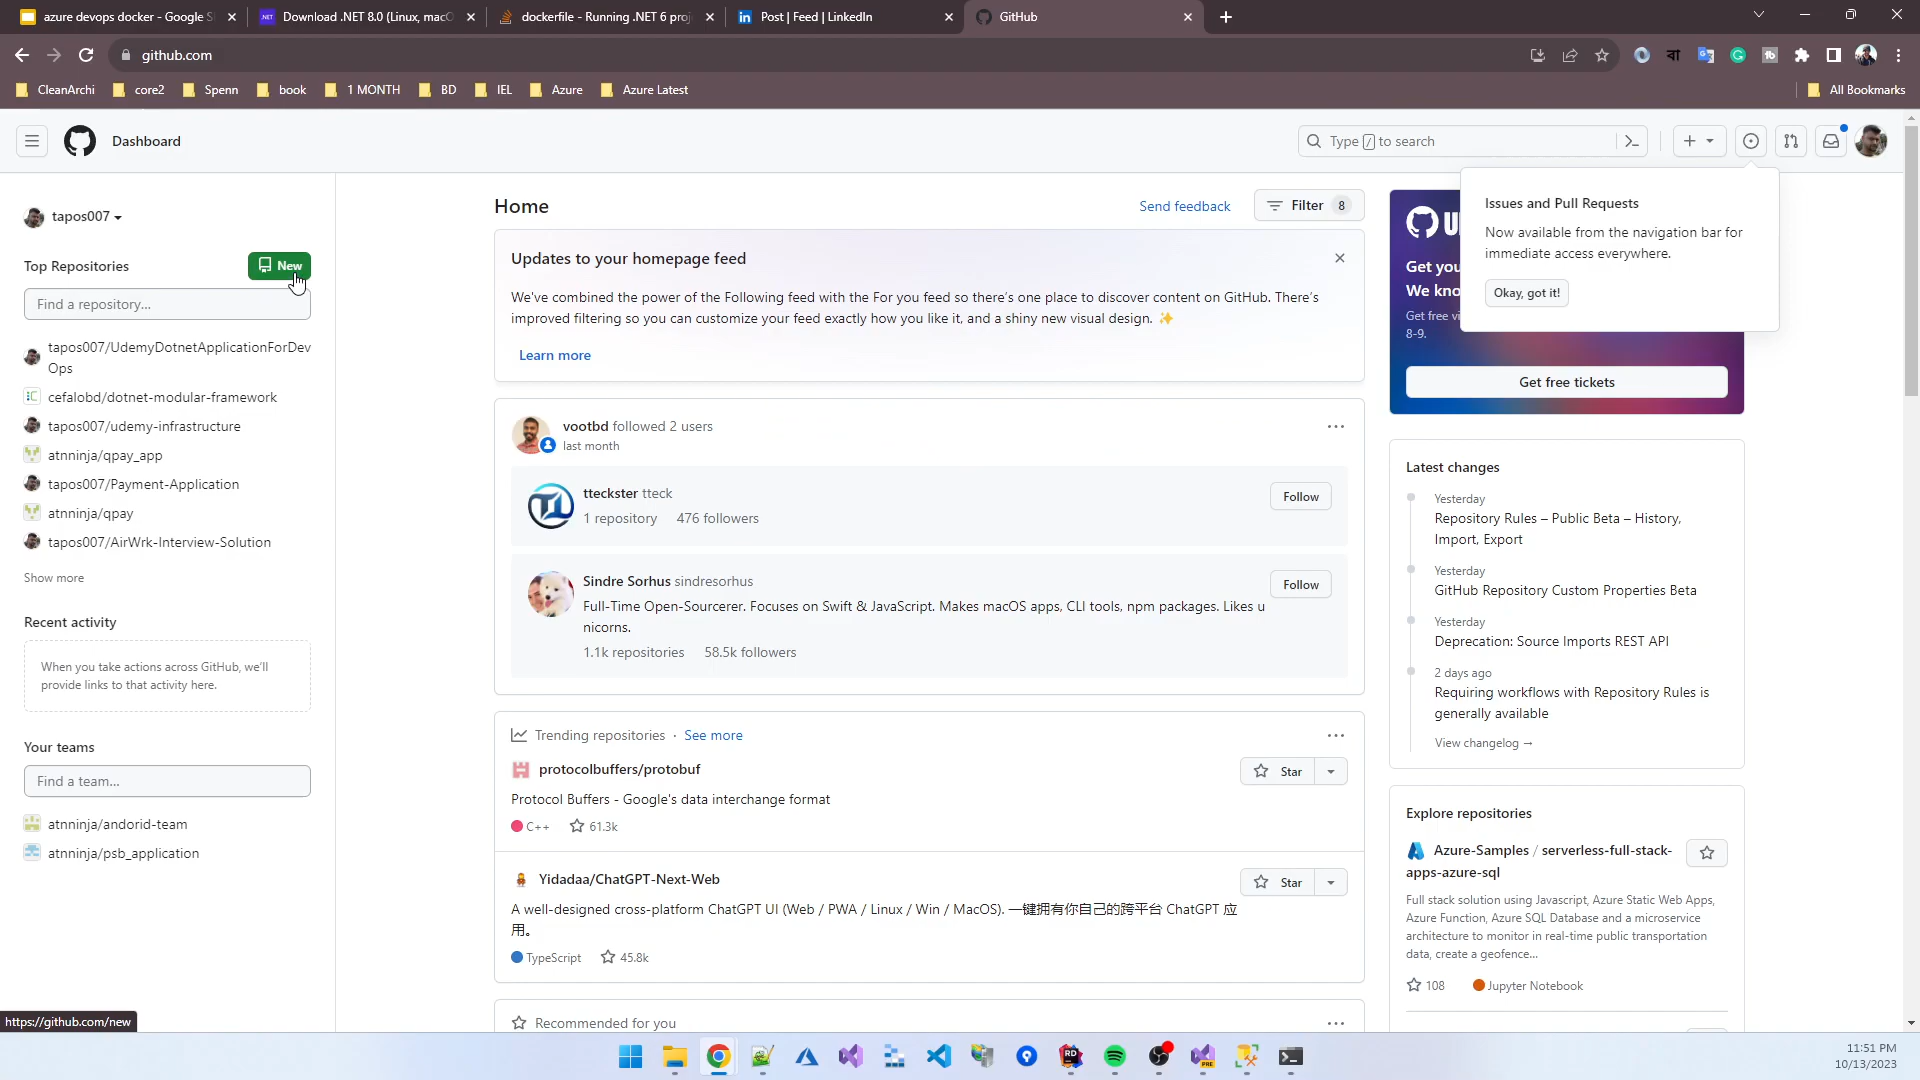 azure devops docker - Google S
Download .NET 8.0 (Linux, macO
dockerfile - Running .NET 6 proj
Post | Feed | LinkedIn
GitHub
github.com
CleanArchi
core2
Spenn
book
1 MONTH
BD
IEL
Azure
Azure Latest
All Bookmarks
Dashboard
Type / to search
tapos007
Top Repositories
New
Find a repository...
tapos007/UdemyDotnetApplicationForDev
Ops
cefalobd/dotnet-modular-framework
tapos007/udemy-infrastructure
atnninja/qpay_app
tapos007/Payment-Application
atnninja/qpay
tapos007/AirWrk-Interview-Solution
Show more
Recent activity
When you take actions across GitHub, we'll
provide links to that activity here.
Your teams
Find a team...
atnninja/andorid-team
atnninja/psb_application
https://github.com/new
Home
Send feedback
Filter 8
Updates to your homepage feed
We've combined the power of the Following feed with the For you feed so there's one place to discover content on GitHub. There's
improved filtering so you can customize your feed exactly how you like it, and a shiny new visual design. ✨
Learn more
vootbd followed 2 users
last month
tteckster tteck
1 repository 476 followers
Follow
Sindre Sorhus sindresorhus
Full-Time Open-Sourcerer. Focuses on Swift & JavaScript. Makes macOS apps, CLI tools, npm packages. Likes u
nicorns.
1.1k repositories 58.5k followers
Follow
Trending repositories · See more
protocolbuffers/protobuf
Star
Protocol Buffers - Google's data interchange format
C++ 61.3k
Yidadaa/ChatGPT-Next-Web
Star
A well-designed cross-platform ChatGPT UI (Web / PWA / Linux / Win / MacOS). 一键拥有你自己的跨平台 ChatGPT 应
用。
TypeScript 45.8k
Recommended for you
Issues and Pull Requests
Now available from the navigation bar for
immediate access everywhere.
Okay, got it!
Get you
We kno
Get free vi
8-9.
Get free tickets
Latest changes
Yesterday
Repository Rules – Public Beta – History,
Import, Export
Yesterday
GitHub Repository Custom Properties Beta
Yesterday
Deprecation: Source Imports REST API
2 days ago
Requiring workflows with Repository Rules is
generally available
View changelog →
Explore repositories
Azure-Samples / serverless-full-stack-
apps-azure-sql
Full stack solution using Javascript, Azure Static Web Apps,
Azure Function, Azure SQL Database and a microservice
architecture to monitor in real-time public transportation
data, create a geofence...
108 Jupyter Notebook
11:51 PM
10/13/2023